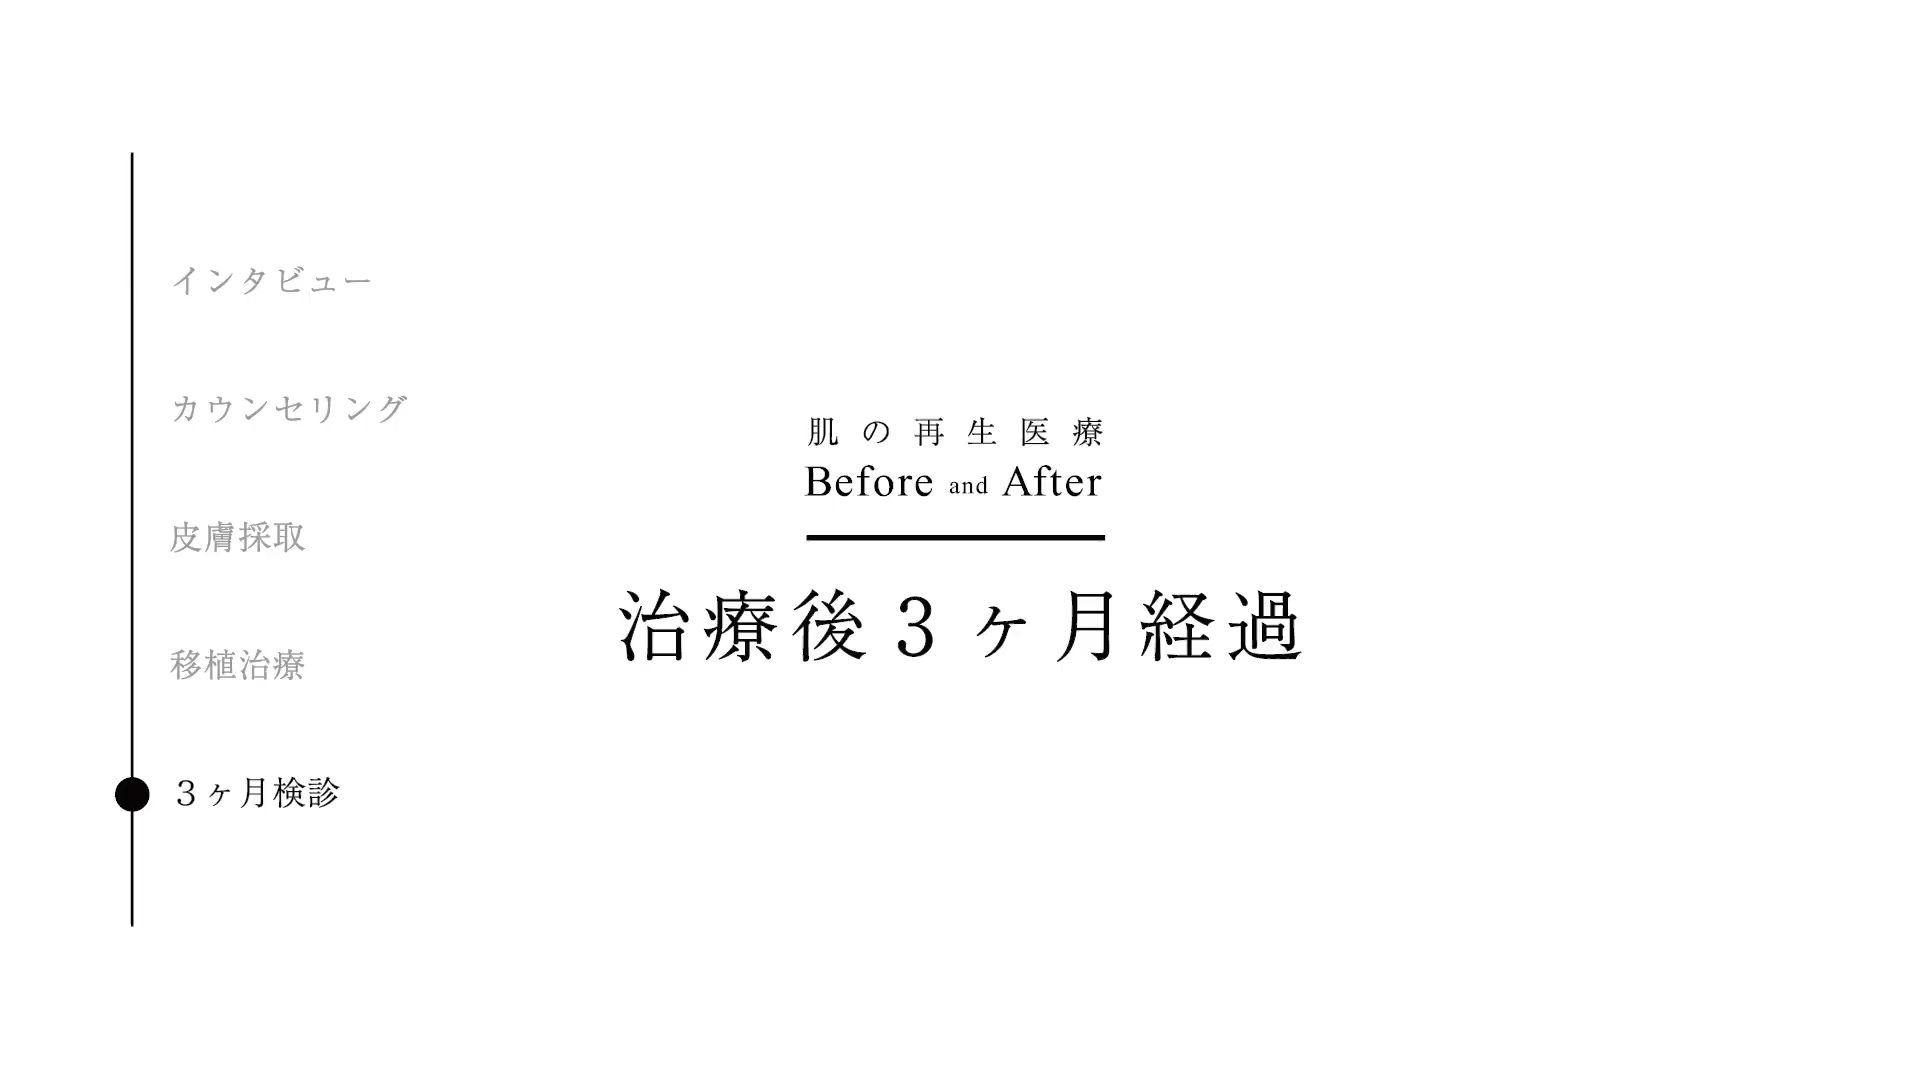 インタビュー
カウンセリング
皮膚採取
移植治療
３ヶ月検診
肌の再生医療
Before and After
治療後３ヶ月経過